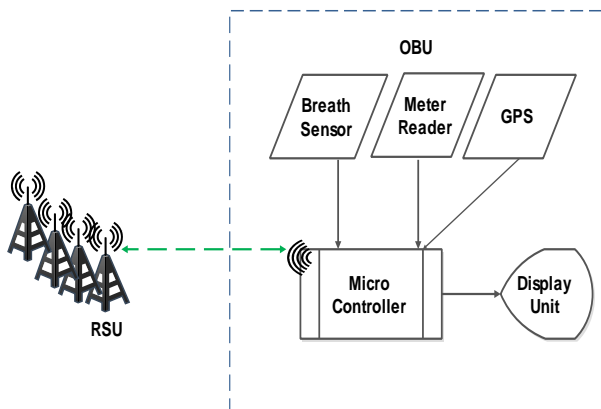 OBU
Breath
Sensor
Meter
Reader
GPS
Micro
Controller
Display
Unit
RSU